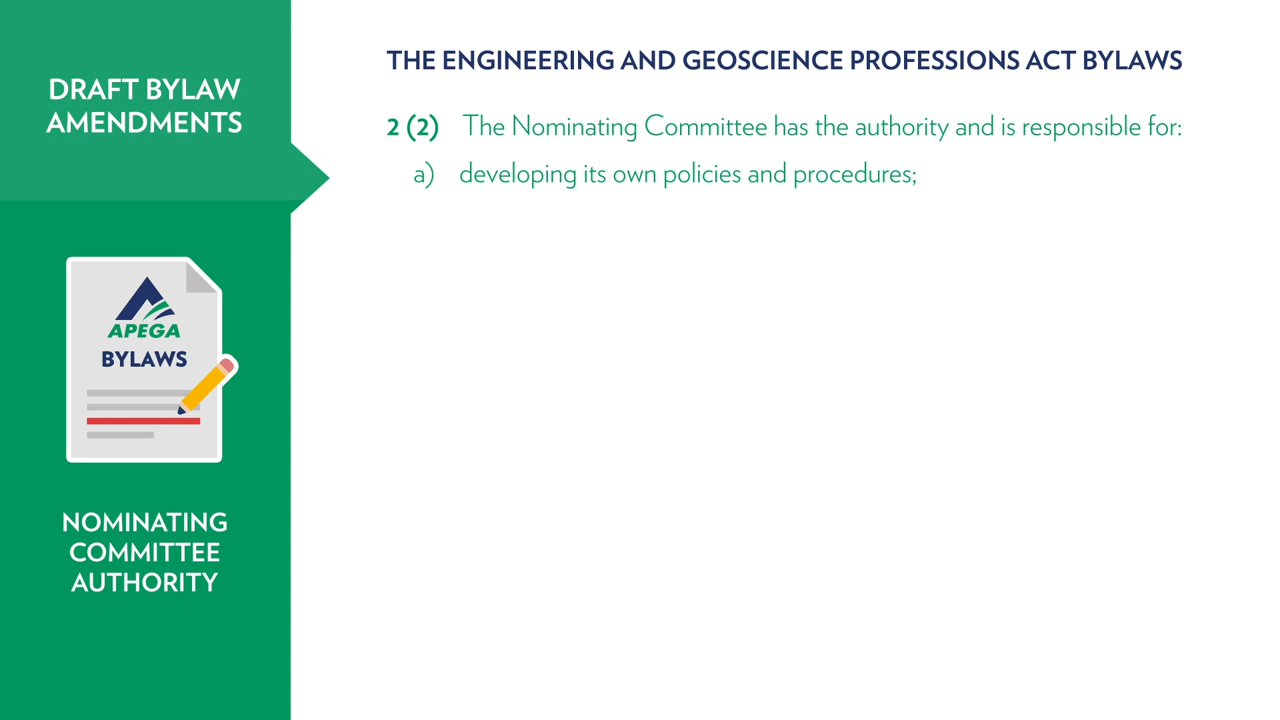 DRAFT BYLAW
AMENDMENTS
APEGA
BYLAWS
NOMINATING
COMMITTEE
AUTHORITY
THE ENGINEERING AND GEOSCIENCE PROFESSIONS ACT BYLAWS
2 (2) The Nominating Committee has the authority and is responsible for:
a) developing its own policies and procedures;